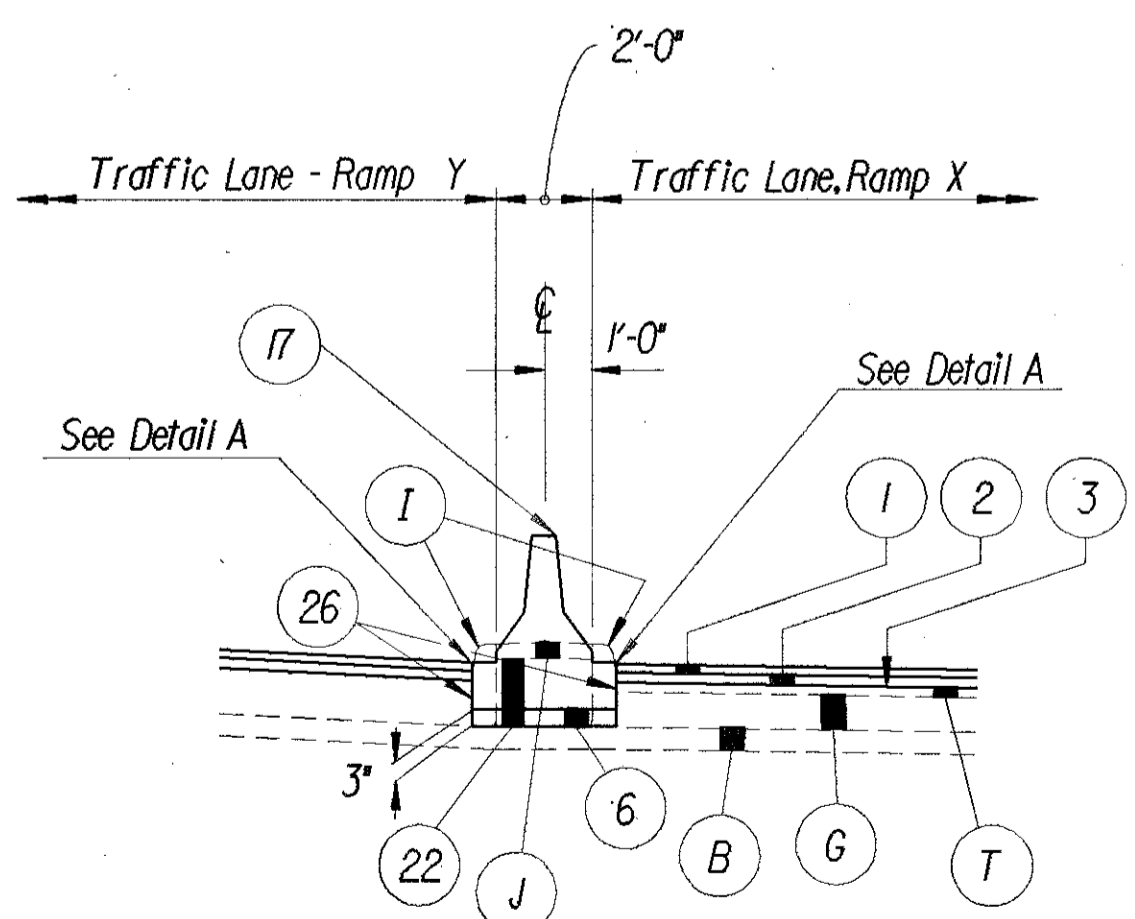 2'-0"
Traffic Lane - Ramp Y
Traffic Lane, Ramp X
℄
1'-0"
17
See Detail A
See Detail A
I
1
2
3
26
3"
22
J
6
B
G
T